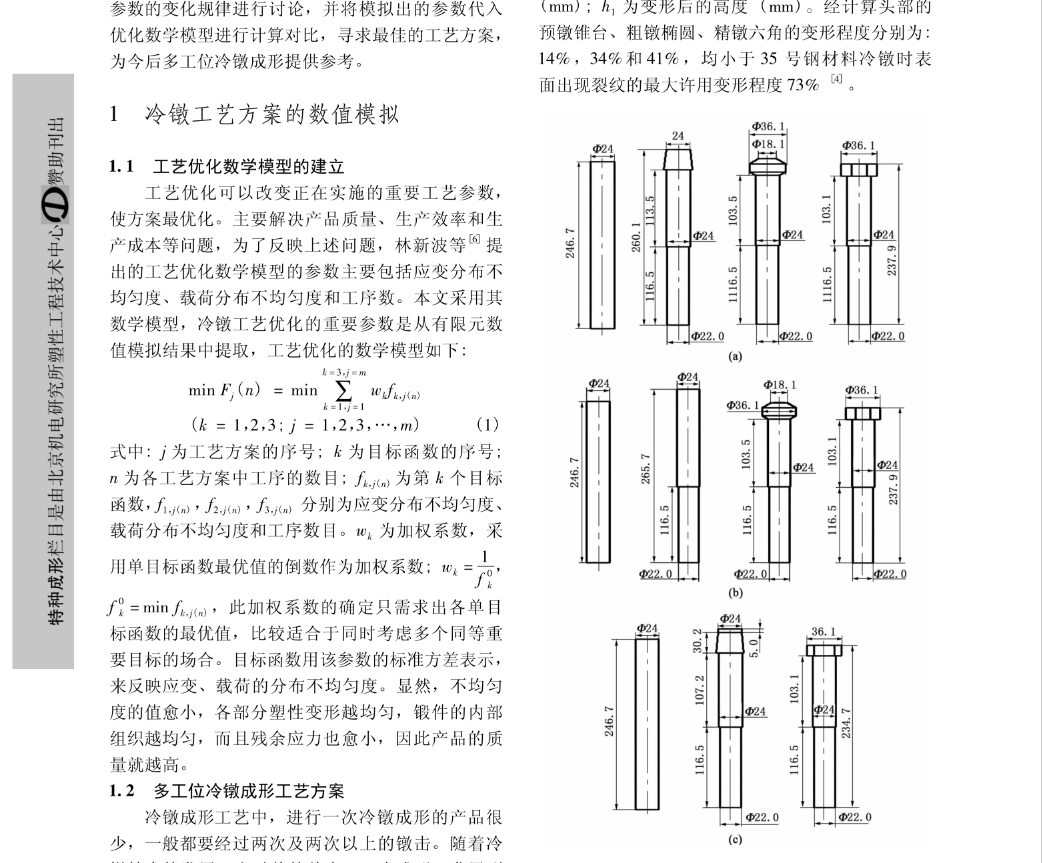 参数的变化规律进行讨论，并将模拟出的参数代入
优化数学模型进行计算对比，寻求最佳的工艺方案，
为今后多工位冷镦成形提供参考。
1 冷镦工艺方案的数值模拟
1.1 工艺优化数学模型的建立
工艺优化可以改变正在实施的重要工艺参数，
使方案最优化。主要解决产品质量、生产效率和生
产成本等问题，为了反映上述问题，林新波等[6]提
出的工艺优化数学模型的参数主要包括应变分布不
均匀度、载荷分布不均匀度和工序数。本文采用其
数学模型，冷镦工艺优化的重要参数是从有限元数
值模拟结果中提取，工艺优化的数学模型如下：
k=3,j=m
min F_j(n) = min ∑ w_k f_{k,j(n)}
k=1,j=1
(k = 1,2,3; j = 1,2,3,…,m) (1)
式中：j 为工艺方案的序号；k 为目标函数的序号；
n 为各工艺方案中工序的数目；f_{k,j(n)} 为第 k 个目标
函数，f_{1,j(n)}，f_{2,j(n)}，f_{3,j(n)} 分别为应变分布不均匀度、
载荷分布不均匀度和工序数目。w_k 为加权系数，采
用单目标函数最优值的倒数作为加权系数；w_k = 1/f_k^0，
f_k^0 = min f_{k,j(n)}，此加权系数的确定只需求出各单目
标函数的最优值，比较适合于同时考虑多个同等重
要目标的场合。目标函数用该参数的标准方差表示，
来反映应变、载荷的分布不均匀度。显然，不均匀
度的值愈小，各部分塑性变形越均匀，锻件的内部
组织越均匀，而且残余应力也愈小，因此产品的质
量就越高。
1.2 多工位冷镦成形工艺方案
冷镦成形工艺中，进行一次冷镦成形的产品很
少，一般都要经过两次及两次以上的镦击。随着冷
(mm)；h_1 为变形后的高度 (mm)。经计算头部的
预镦锥台、粗镦椭圆、精镦六角的变形程度分别为：
14%，34% 和 41%，均小于 35 号钢材料冷镦时表
面出现裂纹的最大许用变形程度 73% [4]。
Φ24
246.7
24
260.1
113.5
116.5
Φ24
Φ22.0
Φ36.1
Φ18.1
103.5
1116.5
Φ24
Φ22.0
Φ36.1
103.1
1116.5
Φ24
237.9
Φ22.0
(a)
Φ24
246.7
Φ24
265.7
116.5
Φ22.0
Φ18.1
Φ36.1
103.5
116.5
Φ24
Φ22.0
Φ36.1
103.1
116.5
Φ24
237.9
Φ22.0
(b)
Φ24
246.7
Φ24
30.2
5.0
107.2
116.5
Φ24
Φ22.0
36.1
103.1
116.5
Φ24
234.7
Φ22.0
(c)
特种成形栏目是由北京机电研究所塑性工程技术中心赞助刊出